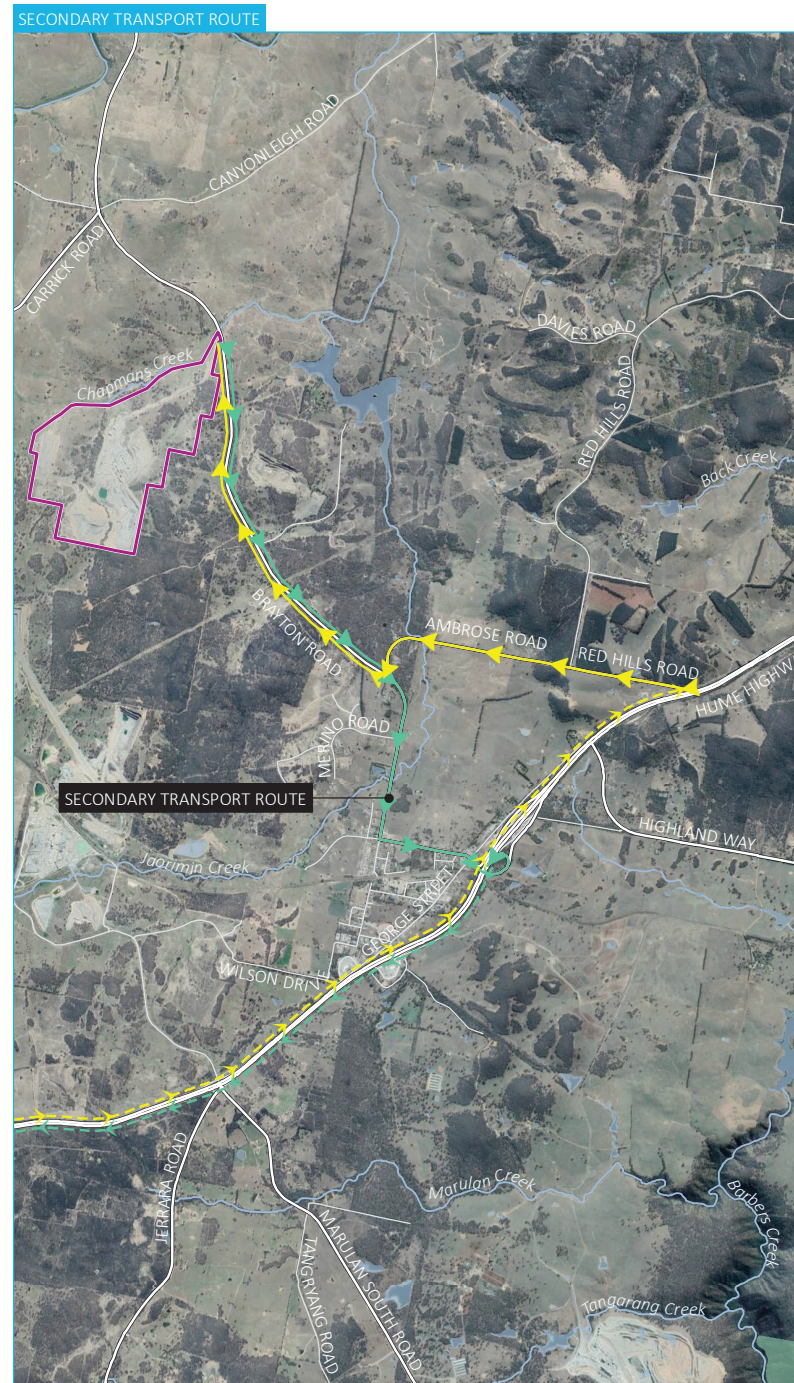 SECONDARY TRANSPORT ROUTE
CANYONLEIGH ROAD
CARRICK ROAD
DAVIES ROAD
Chapmans Creek
RED HILLS ROAD
Back Creek
BRAYTON ROAD
AMBROSE ROAD
RED HILLS ROAD
HUME HIGHW
MERINO ROAD
SECONDARY TRANSPORT ROUTE
HIGHLAND WAY
Jaorimin Creek
GEORGE STREET
WILSON DRIVE
JERRARA ROAD
Marulan Creek
Barbers Creek
MARULAN SOUTH ROAD
TANGRYANG ROAD
Tangarang Creek